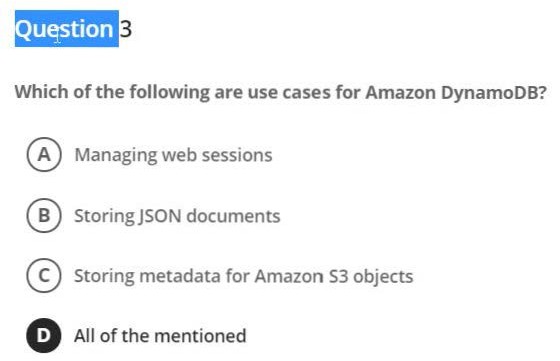 Question 3
Which of the following are use cases for Amazon DynamoDB?
A Managing web sessions
B Storing JSON documents
C Storing metadata for Amazon S3 objects
D All of the mentioned